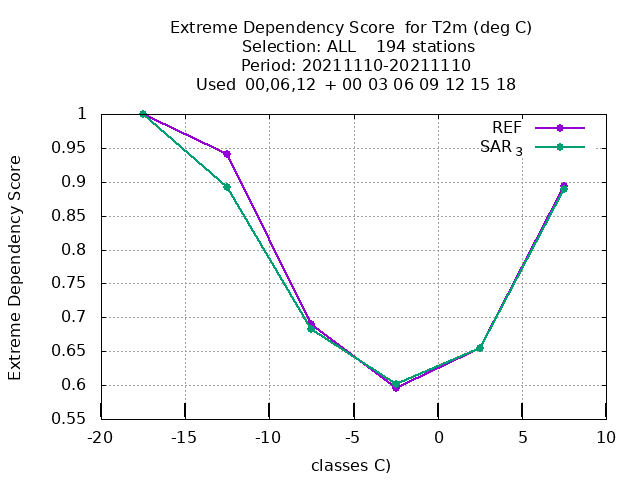 Extreme Dependency Score  for T2m (deg C)
Selection: ALL    194 stations
Period: 20211110-20211110
Used  00,06,12  + 00 03 06 09 12 15 18
REF
SAR 3
1
0.95
0.9
0.85
0.8
0.75
0.7
0.65
0.6
0.55
Extreme Dependency Score
-20 -15 -10 -5 0 5 10
classes C)